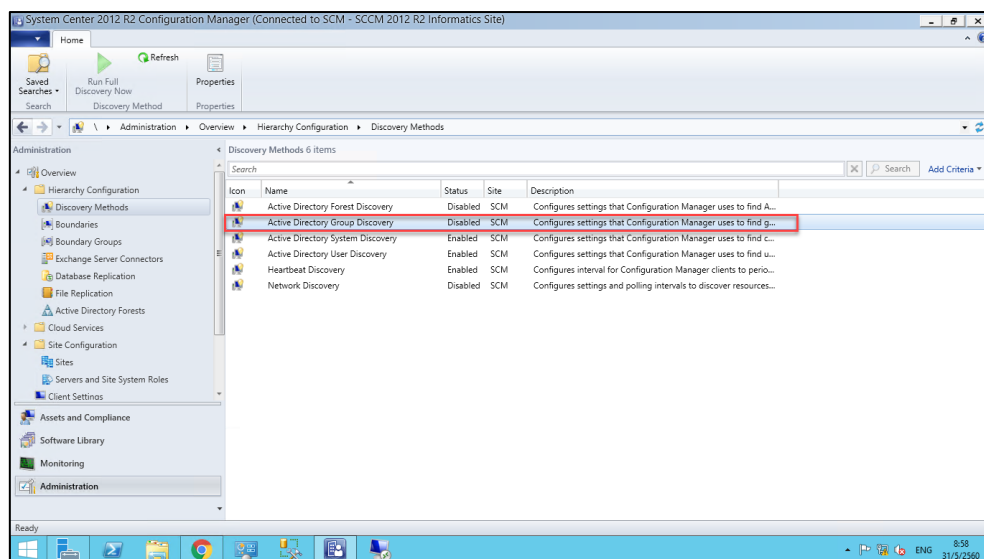 System Center 2012 R2 Configuration Manager (Connected to SCM - SCCM 2012 R2 Informatics Site)
Home
Saved Searches
Run Full Discovery Now
Refresh
Properties
Search
Discovery Method
Properties
\ Administration Overview Hierarchy Configuration Discovery Methods
Administration
Overview
Hierarchy Configuration
Discovery Methods
Boundaries
Boundary Groups
Exchange Server Connectors
Database Replication
File Replication
Active Directory Forests
Cloud Services
Site Configuration
Sites
Servers and Site System Roles
Client Settings
Assets and Compliance
Software Library
Monitoring
Administration
Discovery Methods 6 items
Search Search Add Criteria
Icon Name Status Site Description
Active Directory Forest Discovery Disabled SCM Configures settings that Configuration Manager uses to find A...
Active Directory Group Discovery Disabled SCM Configures settings that Configuration Manager uses to find g...
Active Directory System Discovery Enabled SCM Configures settings that Configuration Manager uses to find c...
Active Directory User Discovery Enabled SCM Configures settings that Configuration Manager uses to find u...
Heartbeat Discovery Enabled SCM Configures interval for Configuration Manager clients to perio...
Network Discovery Disabled SCM Configures settings and polling intervals to discover resources...
Ready
ENG
8:58
31/5/2560